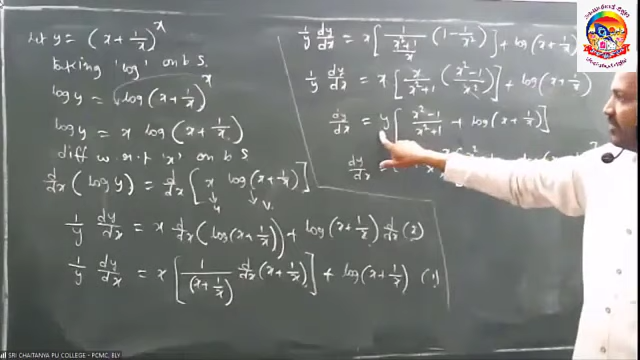 let y = (x + 1/x)^x
taking 'log' on b s.
log y = log (x + 1/x)^x
log y = x log (x + 1/x)
diff w.r.t 'x' on b s
d/dx (log y) = d/dx [x log (x + 1/x)]
u v
1/y dy/dx = x d/dx (log (x + 1/x)) + log (x + 1/x) d/dx (x)
1/y dy/dx = x [1/(x + 1/x) d/dx (x + 1/x)] + log (x + 1/x) (1)
1/y dy/dx = x [1/((x²+1)/x) (1 - 1/x²)] + log (x + 1/x)
1/y dy/dx = x [x/(x²+1) ((x²-1)/x²)] + log (x + 1/x)
dy/dx = y [(x²-1)/(x²+1) + log (x + 1/x)]
dy/dx =
SRI CHAITANYA PU COLLEGE - PCMC, BLY